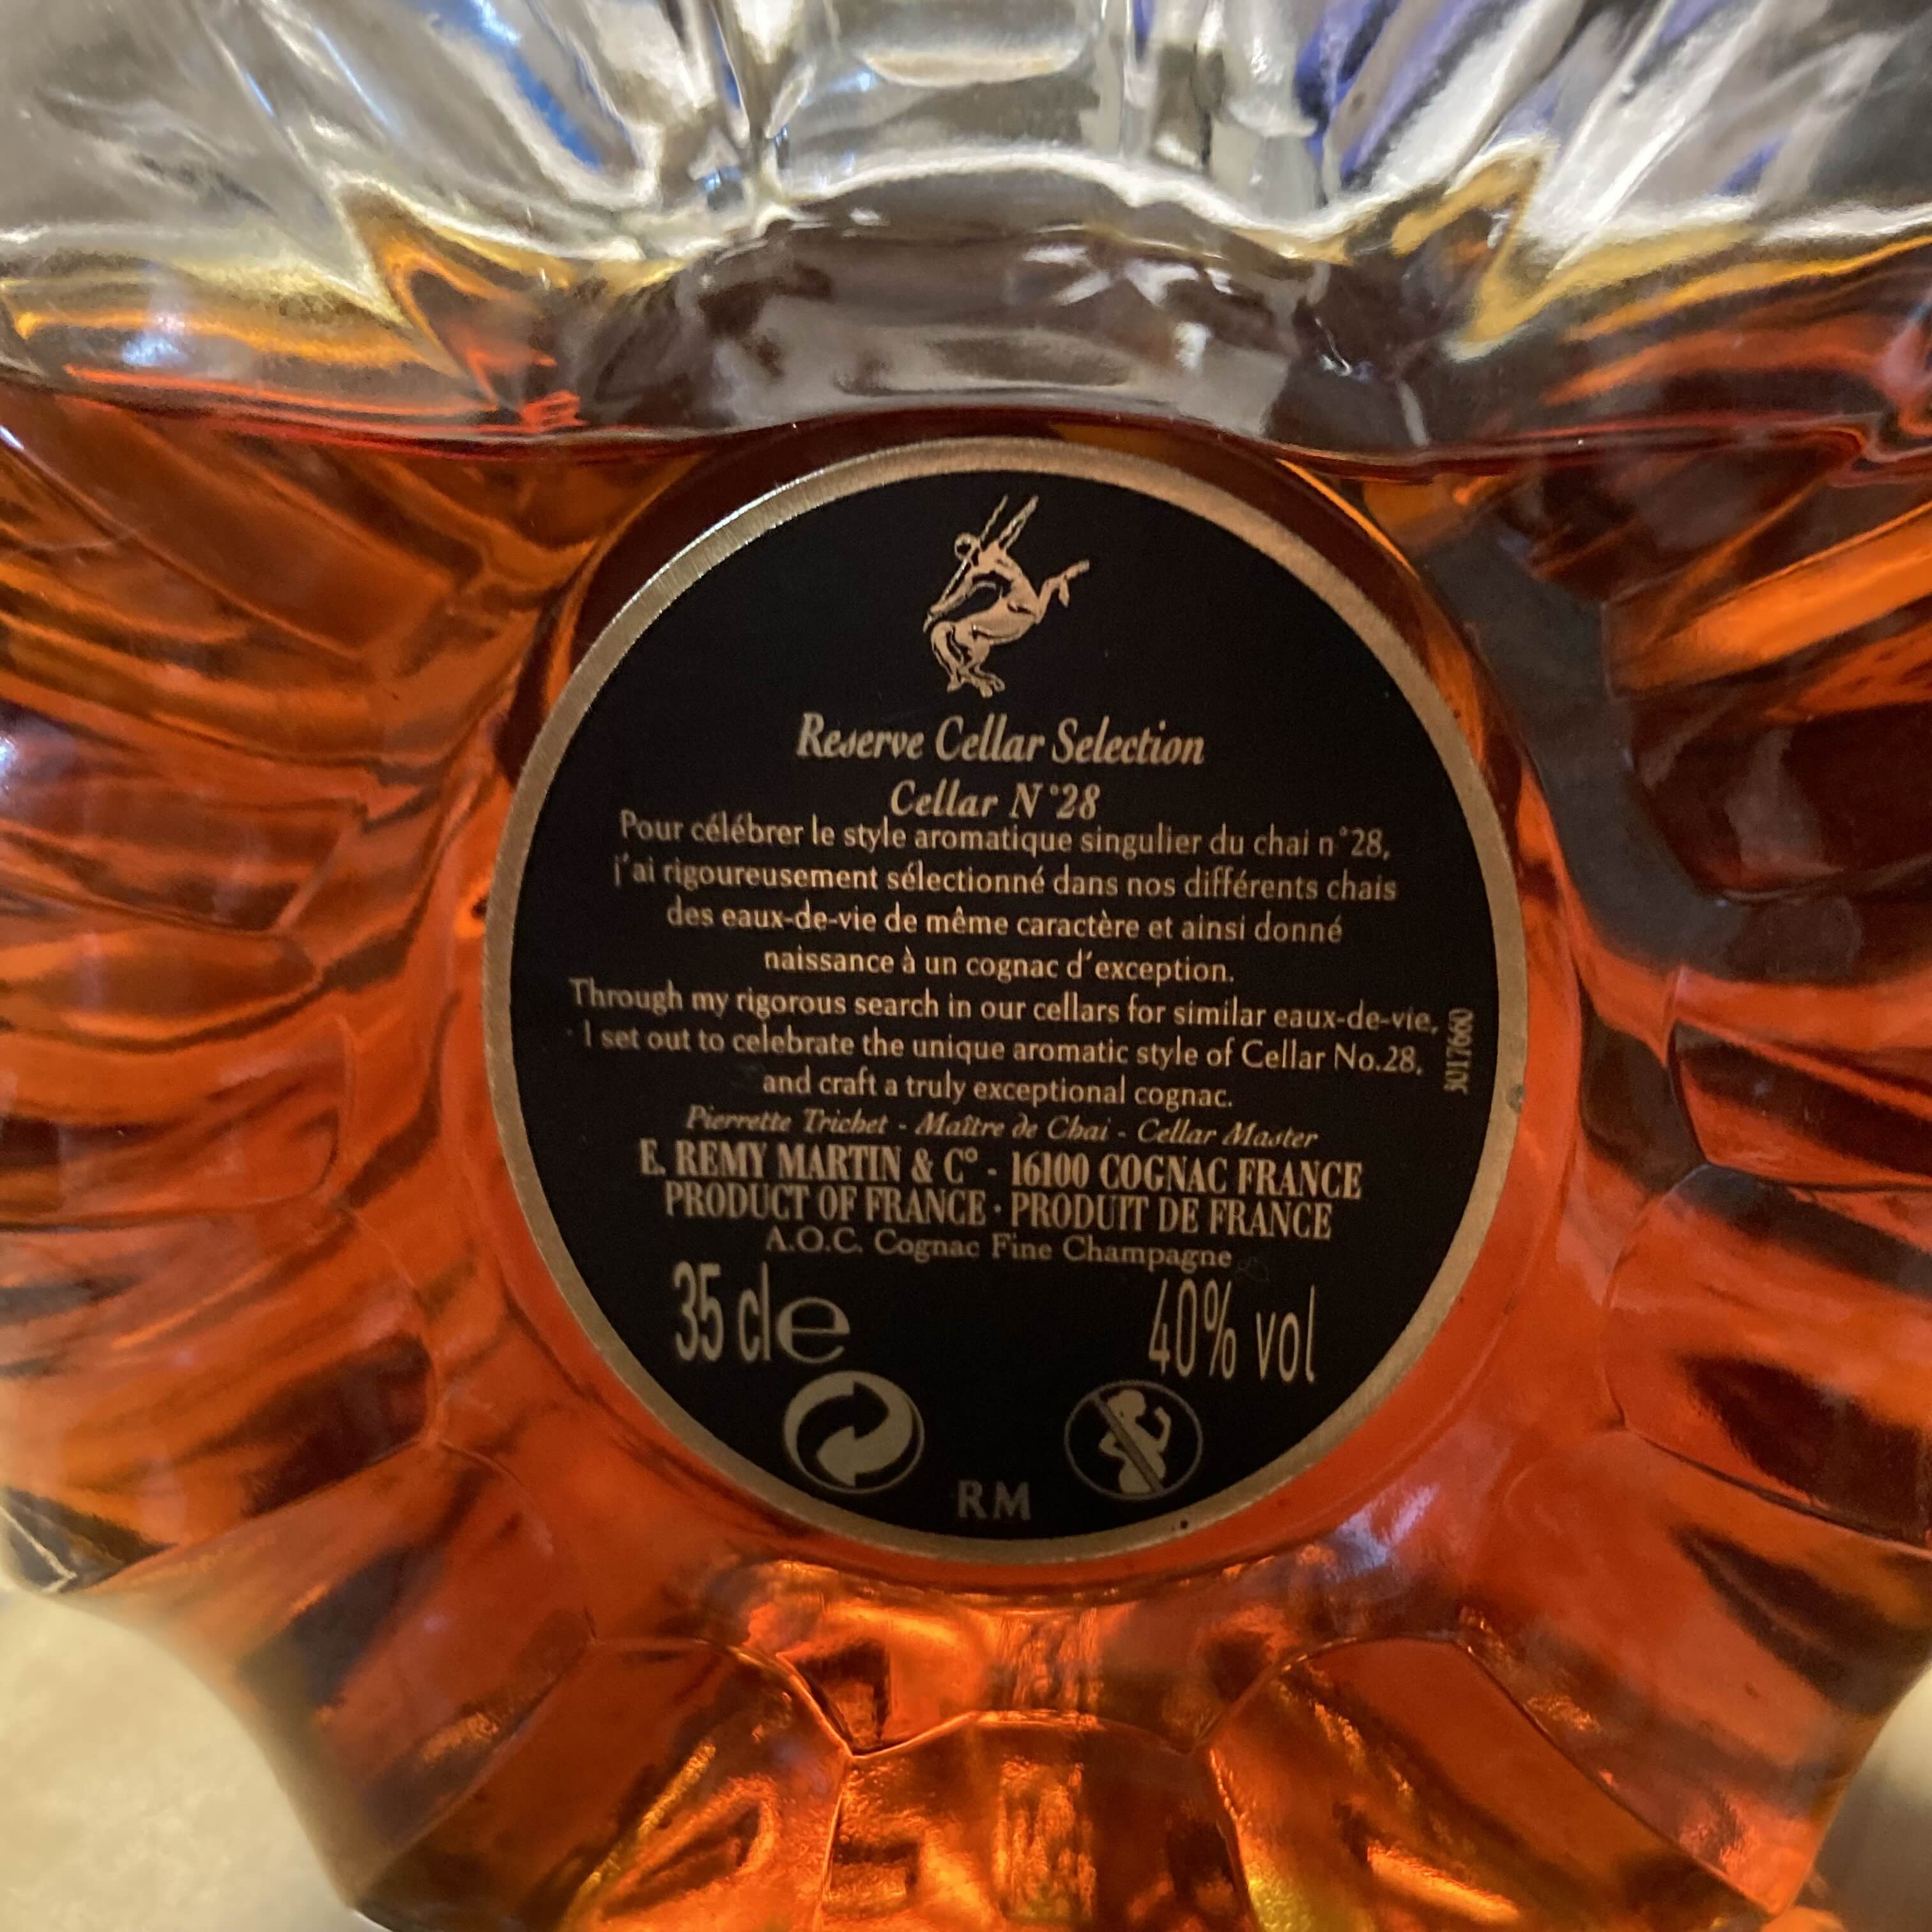 Reserve Cellar Selection
Cellar N°28
Pour célébrer le style aromatique singulier du chai n°28,
j'ai rigoureusement sélectionné dans nos différents chais
des eaux-de-vie de même caractère et ainsi donné
naissance à un cognac d'exception.
Through my rigorous search in our cellars for similar eaux-de-vie,
I set out to celebrate the unique aromatic style of Cellar No.28,
and craft a truly exceptional cognac.
Pierrette Trichet - Maître de Chai - Cellar Master
E. REMY MARTIN & C° - 16100 COGNAC FRANCE
PRODUCT OF FRANCE · PRODUIT DE FRANCE
A.O.C. Cognac Fine Champagne
35 cl e 40% vol
RM
J017660